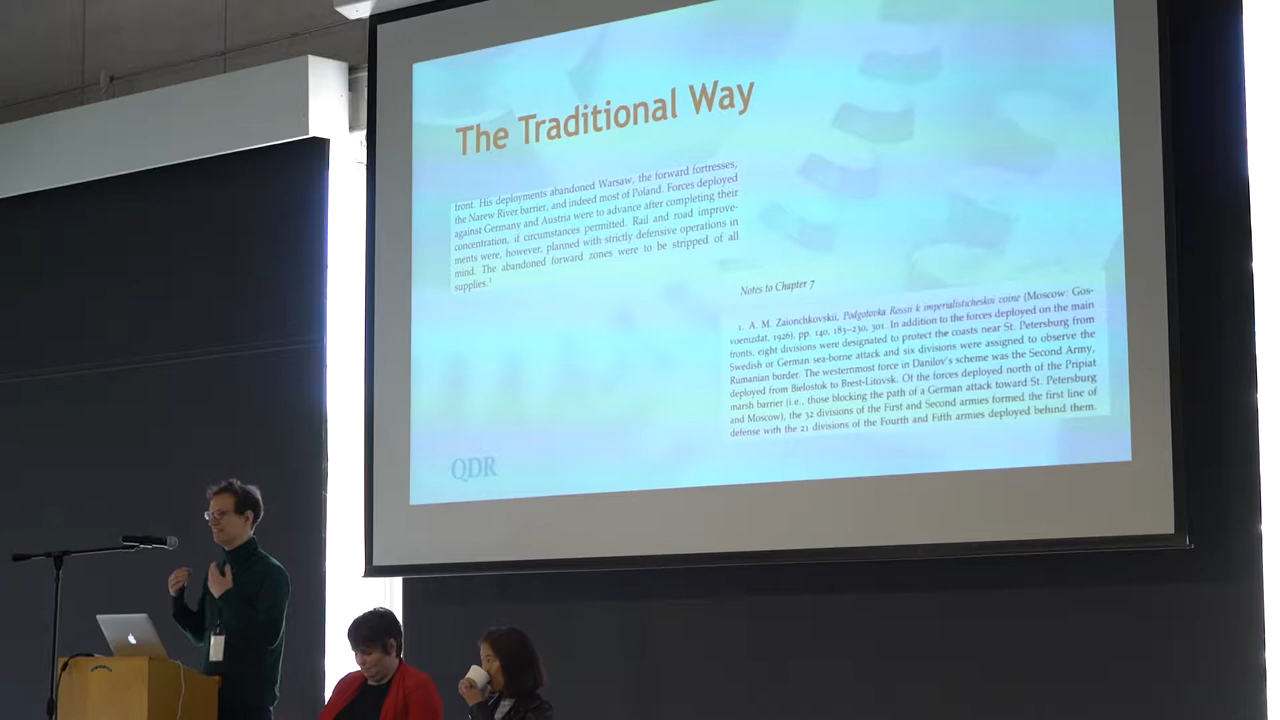 The Traditional Way
front. His deployments abandoned Warsaw, the forward fortresses,
the Narew River barrier, and indeed most of Poland. Forces deployed
against Germany and Austria were to advance after completing their
concentration, if circumstances permitted. Rail and road improve-
ments were, however, planned with strictly defensive operations in
mind. The abandoned forward zones were to be stripped of all
supplies.¹
Notes to Chapter 7
1. A. M. Zaionchkovskii, Podgotovka Rossii k imperialisticheskoi voine (Moscow: Gos-
voenizdat, 1926), pp. 140, 183–230, 301. In addition to the forces deployed on the main
fronts, eight divisions were designated to protect the coasts near St. Petersburg from
Swedish or German sea-borne attack and six divisions were assigned to observe the
Rumanian border. The westernmost force in Danilov's scheme was the Second Army,
deployed from Bielostok to Brest-Litovsk. Of the forces deployed north of the Pripiat
marsh barrier (i.e., those blocking the path of a German attack toward St. Petersburg
and Moscow), the 32 divisions of the First and Second armies formed the first line of
defense with the 21 divisions of the Fourth and Fifth armies deployed behind them.
QDR